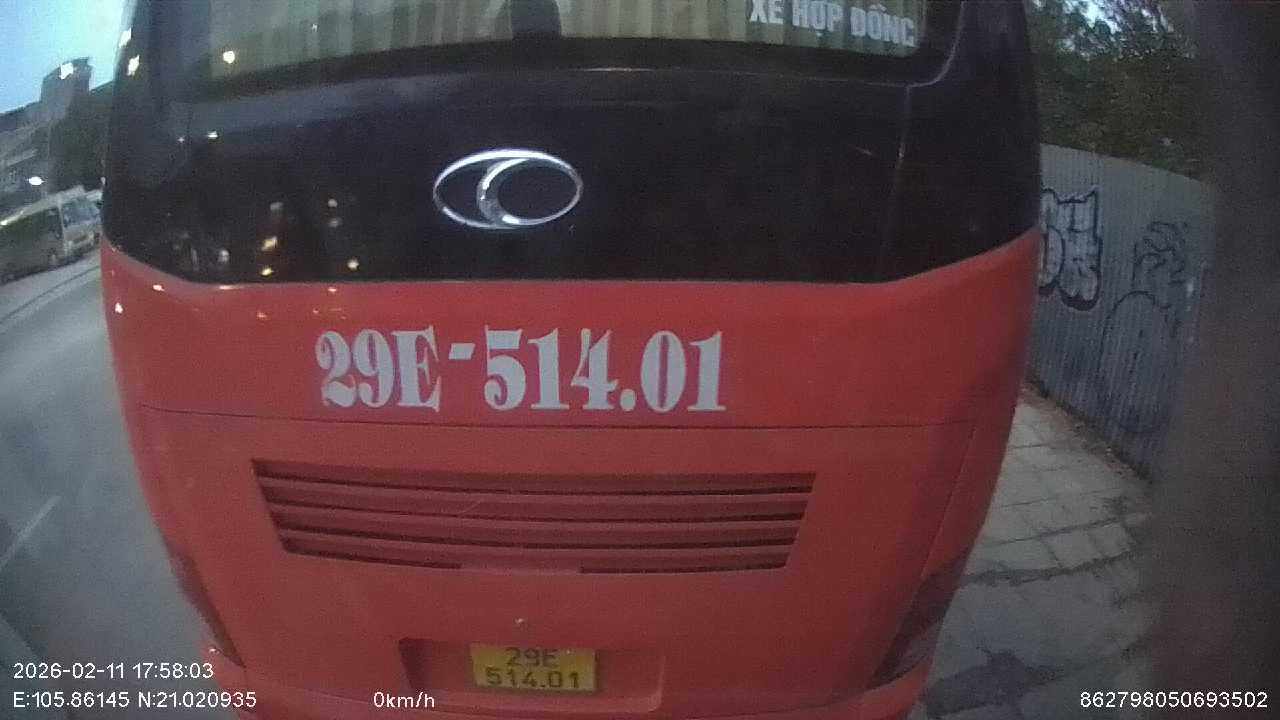 XE HỢP ĐỒNG
29E-514.01
29E
514.01
2026-02-11 17:58:03
E:105.86145 N:21.020935 0km/h 862798050693502